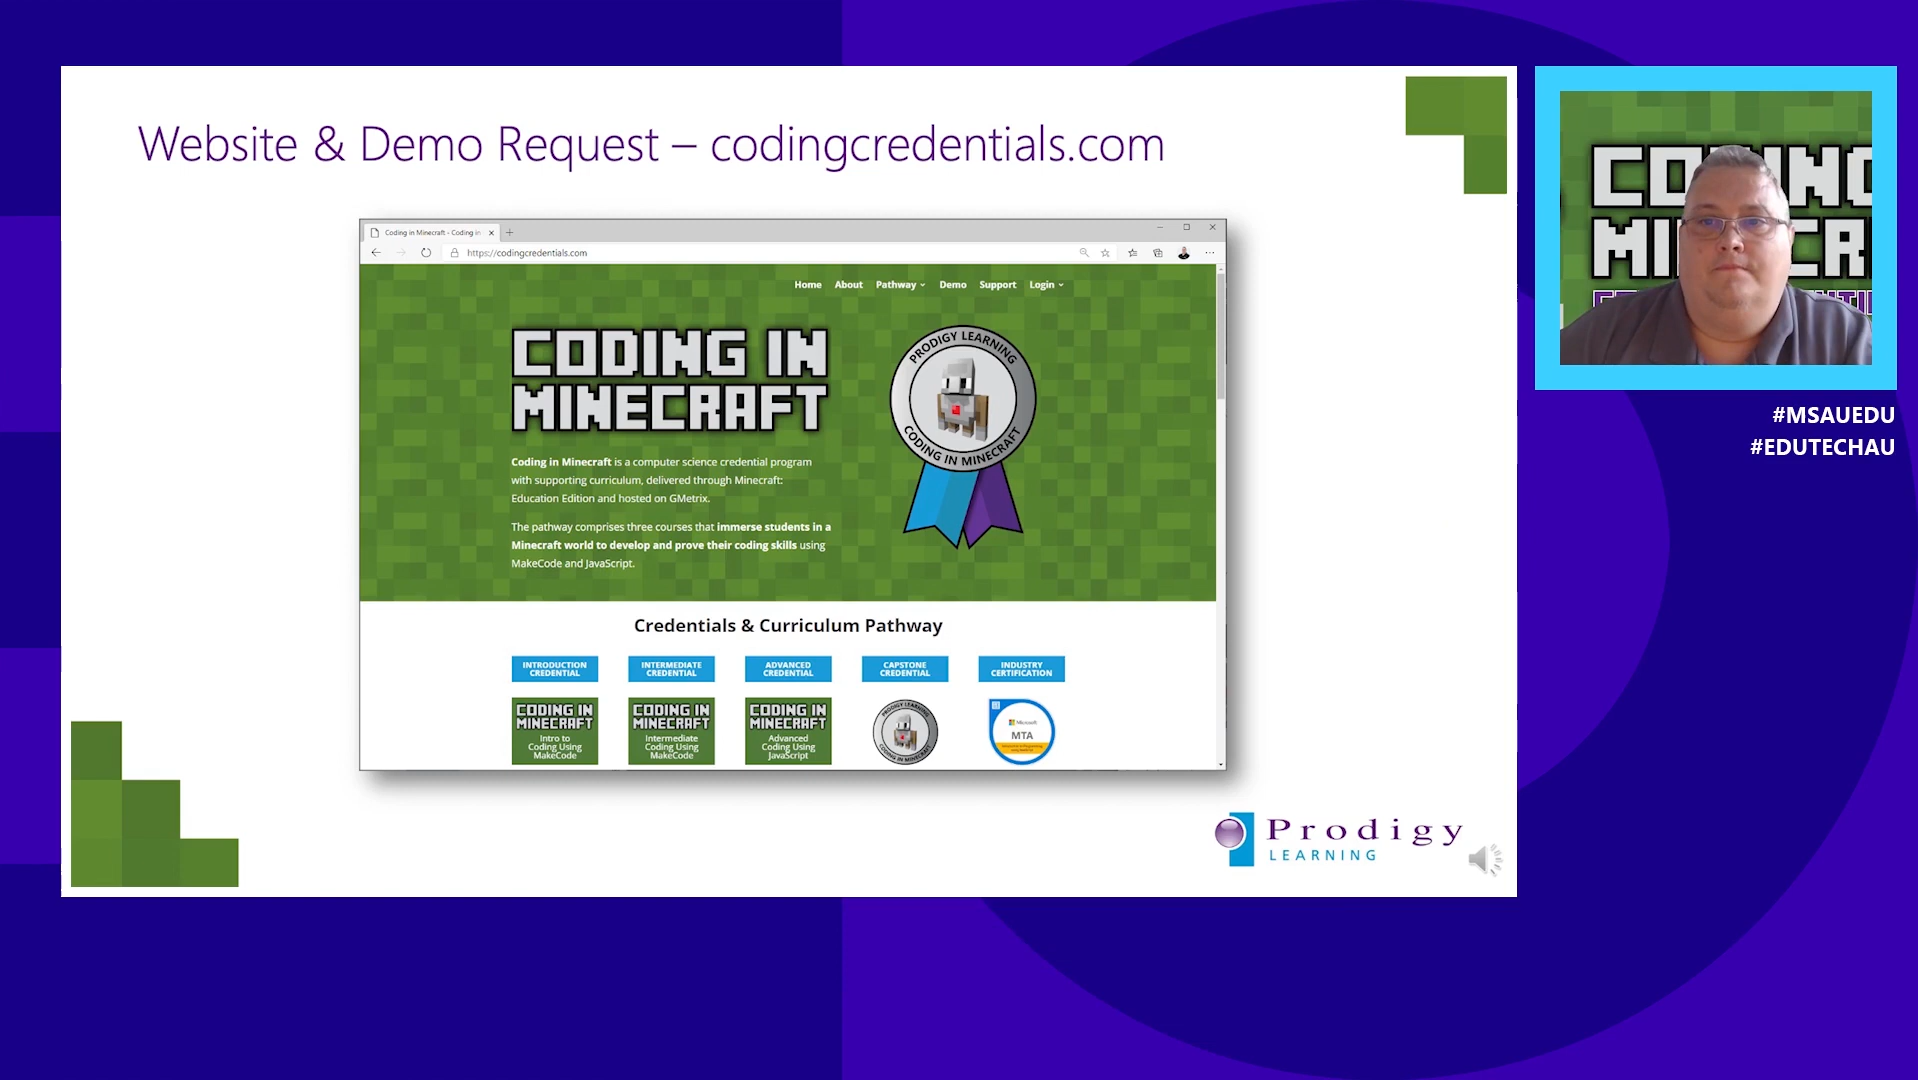 Website & Demo Request – codingcredentials.com
Coding in Minecraft - Coding in
https://codingcredentials.com
Home About Pathway Demo Support Login
CODING IN
MINECRAFT
PRODIGY LEARNING
CODING IN MINECRAFT
Coding in Minecraft is a computer science credential program
with supporting curriculum, delivered through Minecraft:
Education Edition and hosted on GMetrix.
The pathway comprises three courses that immerse students in a
Minecraft world to develop and prove their coding skills using
MakeCode and JavaScript.
Credentials & Curriculum Pathway
INTRODUCTION
CREDENTIAL
INTERMEDIATE
CREDENTIAL
ADVANCED
CREDENTIAL
CAPSTONE
CREDENTIAL
INDUSTRY
CERTIFICATION
CODING IN
MINECRAFT
Intro to
Coding Using
MakeCode
CODING IN
MINECRAFT
Intermediate
Coding Using
MakeCode
CODING IN
MINECRAFT
Advanced
Coding Using
JavaScript
PRODIGY LEARNING
CODING IN MINECRAFT
Microsoft
MTA
Prodigy
LEARNING
#MSAUEDU
#EDUTECHAU